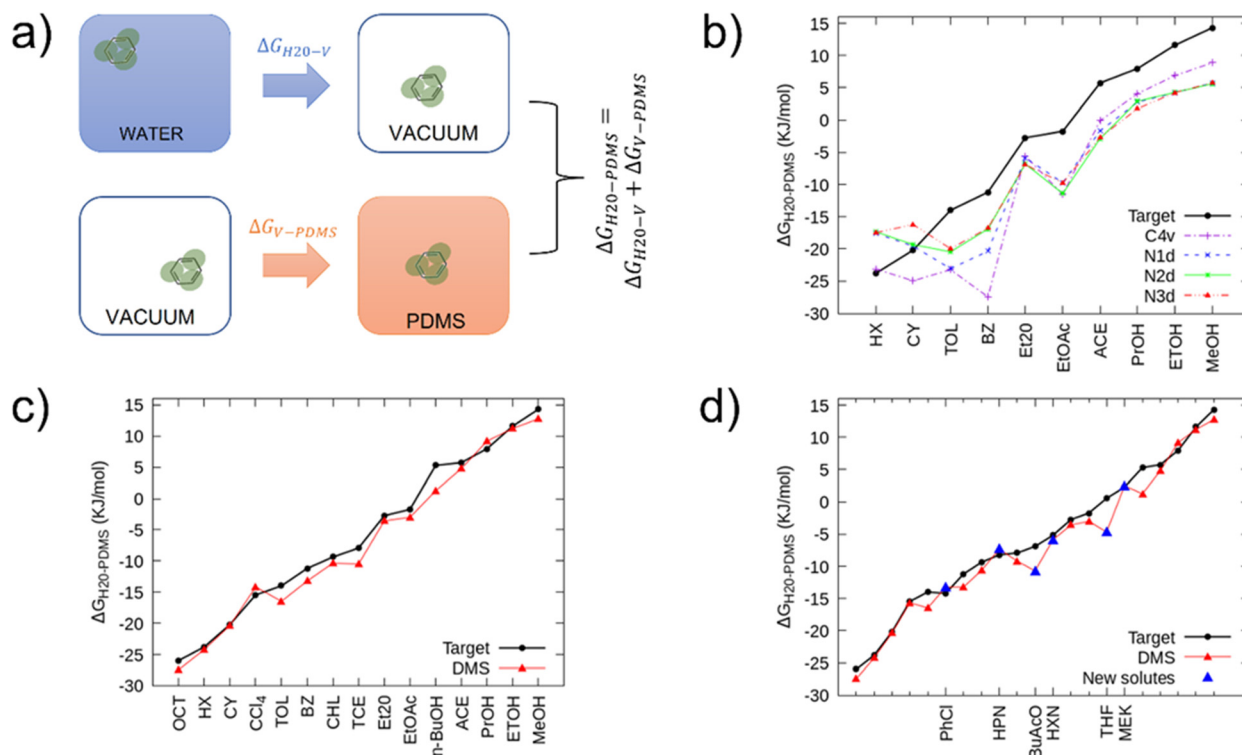 a)
ΔG_H20-V
WATER
VACUUM
ΔG_V-PDMS
VACUUM
PDMS
ΔG_H20-PDMS =
ΔG_H20-V + ΔG_V-PDMS
b)
15
10
5
0
-5
-10
-15
-20
-25
-30
ΔG_H20-PDMS (KJ/mol)
Target
C4v
N1d
N2d
N3d
HX
CY
TOL
BZ
Et20
EtOAc
ACE
PrOH
ETOH
MeOH
c)
15
10
5
0
-5
-10
-15
-20
-25
-30
ΔG_H20-PDMS (KJ/mol)
Target
DMS
OCT
HX
CY
CCl4
TOL
BZ
CHL
TCE
Et20
EtOAc
n-BuOH
ACE
PrOH
ETOH
MeOH
d)
15
10
5
0
-5
-10
-15
-20
-25
-30
ΔG_H20-PDMS (KJ/mol)
Target
DMS
New solutes
PhCl
HPN
BuAcO
HXN
THF
MEK